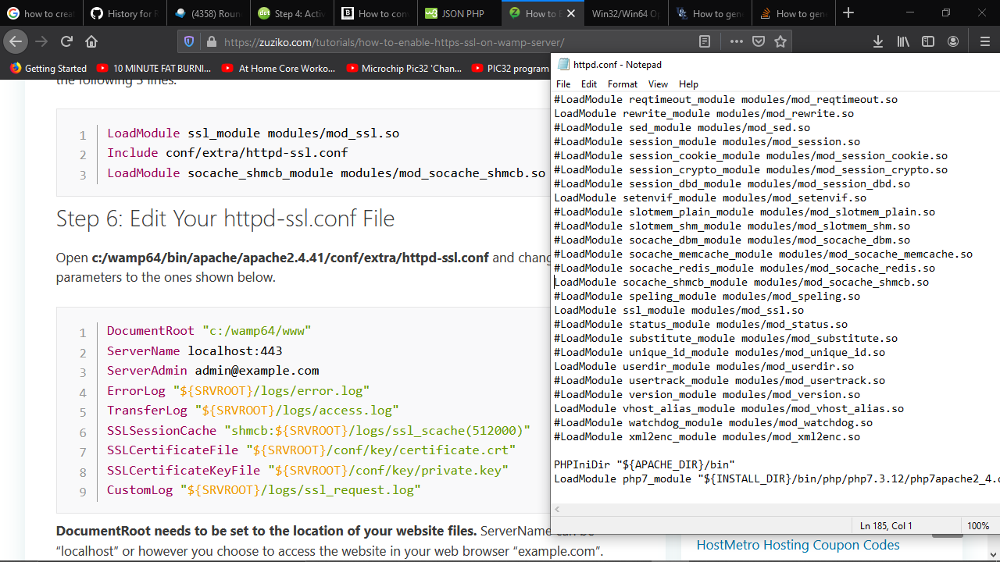 how to creat
History for R
(4358) Roun
Step 4: Activ
How to con
JSON PHP
How to E
Win32/Win64 Op
How to gene
How to gene
https://zuziko.com/tutorials/how-to-enable-https-ssl-on-wamp-server/
Getting Started
10 MINUTE FAT BURNI...
At Home Core Worko...
Microchip Pic32 'Chan...
PIC32 program
the following 3 lines.
1 LoadModule ssl_module modules/mod_ssl.so
2 Include conf/extra/httpd-ssl.conf
3 LoadModule socache_shmcb_module modules/mod_socache_shmcb.so
Step 6: Edit Your httpd-ssl.conf File
Open c:/wamp64/bin/apache/apache2.4.41/conf/extra/httpd-ssl.conf and chang
parameters to the ones shown below.
1 DocumentRoot "c:/wamp64/www"
2 ServerName localhost:443
3 ServerAdmin admin@example.com
4 ErrorLog "${SRVROOT}/logs/error.log"
5 TransferLog "${SRVROOT}/logs/access.log"
6 SSLSessionCache "shmcb:${SRVROOT}/logs/ssl_scache(512000)"
7 SSLCertificateFile "${SRVROOT}/conf/key/certificate.crt"
8 SSLCertificateKeyFile "${SRVROOT}/conf/key/private.key"
9 CustomLog "${SRVROOT}/logs/ssl_request.log"
DocumentRoot needs to be set to the location of your website files. ServerName can be
“localhost” or however you choose to access the website in your web browser “example.com”.
httpd.conf - Notepad
File Edit Format View Help
#LoadModule reqtimeout_module modules/mod_reqtimeout.so
LoadModule rewrite_module modules/mod_rewrite.so
#LoadModule sed_module modules/mod_sed.so
#LoadModule session_module modules/mod_session.so
#LoadModule session_cookie_module modules/mod_session_cookie.so
#LoadModule session_crypto_module modules/mod_session_crypto.so
#LoadModule session_dbd_module modules/mod_session_dbd.so
LoadModule setenvif_module modules/mod_setenvif.so
#LoadModule slotmem_plain_module modules/mod_slotmem_plain.so
#LoadModule slotmem_shm_module modules/mod_slotmem_shm.so
#LoadModule socache_dbm_module modules/mod_socache_dbm.so
#LoadModule socache_memcache_module modules/mod_socache_memcache.so
#LoadModule socache_redis_module modules/mod_socache_redis.so
LoadModule socache_shmcb_module modules/mod_socache_shmcb.so
#LoadModule speling_module modules/mod_speling.so
LoadModule ssl_module modules/mod_ssl.so
#LoadModule status_module modules/mod_status.so
#LoadModule substitute_module modules/mod_substitute.so
#LoadModule unique_id_module modules/mod_unique_id.so
LoadModule userdir_module modules/mod_userdir.so
#LoadModule usertrack_module modules/mod_usertrack.so
#LoadModule version_module modules/mod_version.so
LoadModule vhost_alias_module modules/mod_vhost_alias.so
#LoadModule watchdog_module modules/mod_watchdog.so
#LoadModule xml2enc_module modules/mod_xml2enc.so
PHPIniDir "${APACHE_DIR}/bin"
LoadModule php7_module "${INSTALL_DIR}/bin/php/php7.3.12/php7apache2_4.d
Ln 185, Col 1
100%
HostMetro Hosting Coupon Codes